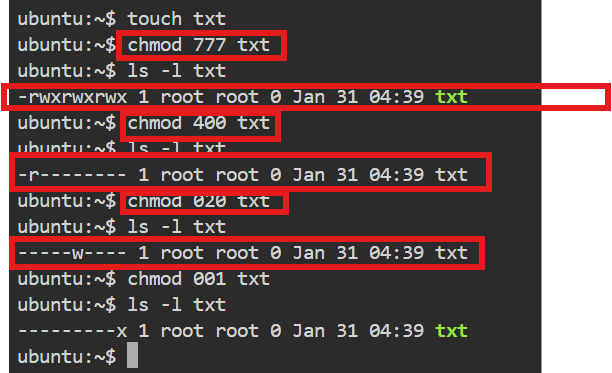 ubuntu:~$ touch txt
ubuntu:~$ chmod 777 txt
ubuntu:~$ ls -l txt
-rwxrwxrwx 1 root root 0 Jan 31 04:39 txt
ubuntu:~$ chmod 400 txt
ubuntu:~$ ls -l txt
-r-------- 1 root root 0 Jan 31 04:39 txt
ubuntu:~$ chmod 020 txt
ubuntu:~$ ls -l txt
-----w---- 1 root root 0 Jan 31 04:39 txt
ubuntu:~$ chmod 001 txt
ubuntu:~$ ls -l txt
---------x 1 root root 0 Jan 31 04:39 txt
ubuntu:~$